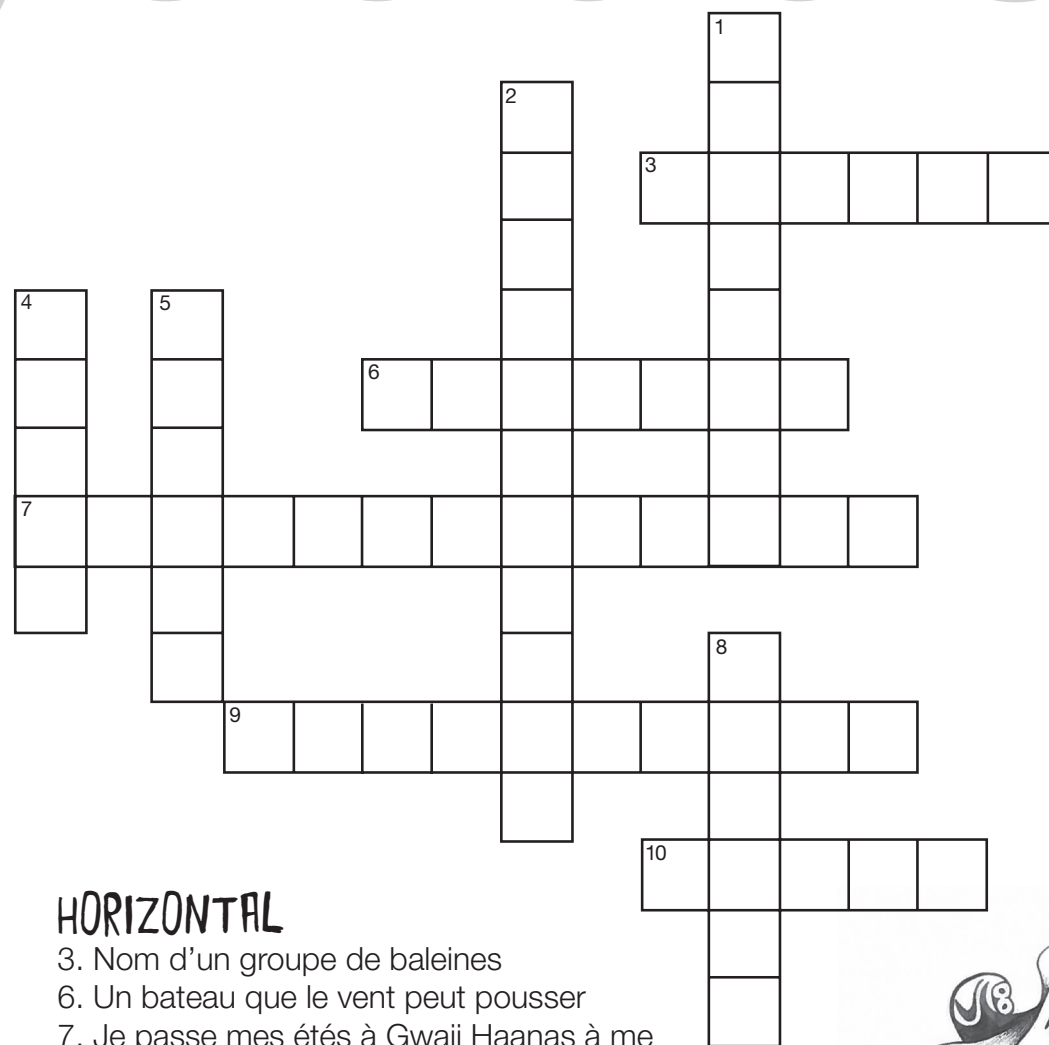 1
2
3
4 5
6
7
8
9
10
HORIZONTAL
3. Nom d'un groupe de baleines
6. Un bateau que le vent peut pousser
7. Je passe mes étés à Gwaii Haanas à me